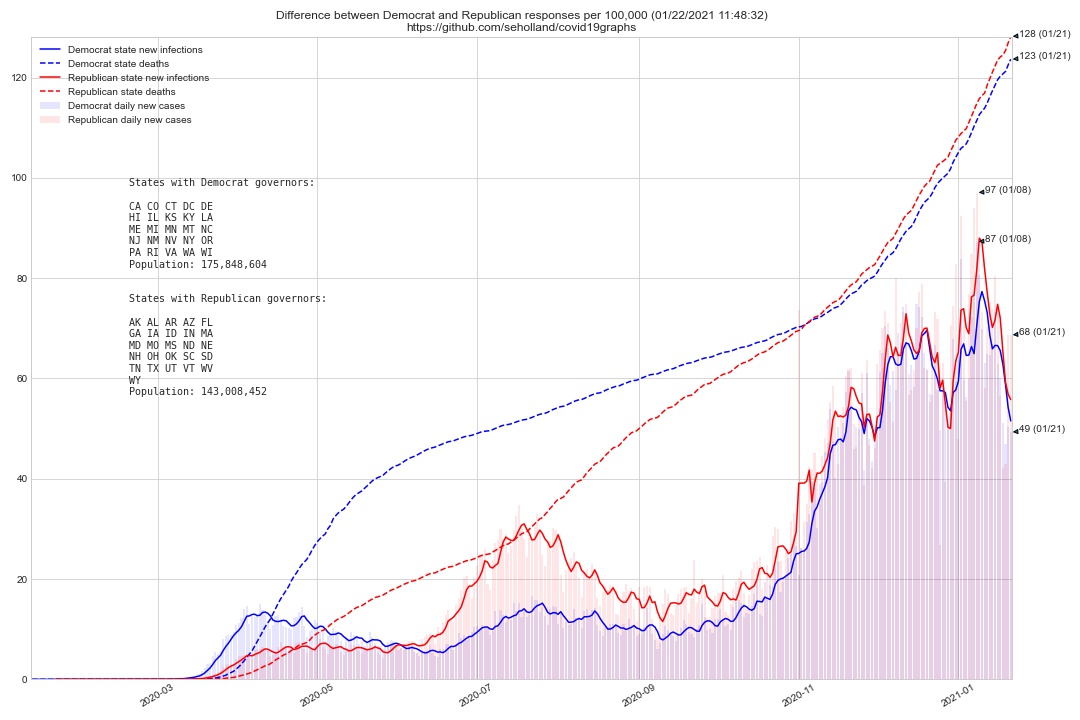 Difference between Democrat and Republican responses per 100,000 (01/22/2021 11:48:32)
https://github.com/seholland/covid19graphs
Democrat state new infections
Democrat state deaths
Republican state new infections
Republican state deaths
Democrat daily new cases
Republican daily new cases
States with Democrat governors:
CA CO CT DC DE
HI IL KS KY LA
ME MI MN MT NC
NJ NM NV NY OR
PA RI VA WA WI
Population: 175,848,604
States with Republican governors:
AK AL AR AZ FL
GA IA ID IN MA
MD MO MS ND NE
NH OH OK SC SD
TN TX UT VT WV
WY
Population: 143,008,452
128 (01/21)
123 (01/21)
97 (01/08)
87 (01/08)
68 (01/21)
49 (01/21)
120
100
80
60
40
20
0
2020-03
2020-05
2020-07
2020-09
2020-11
2021-01